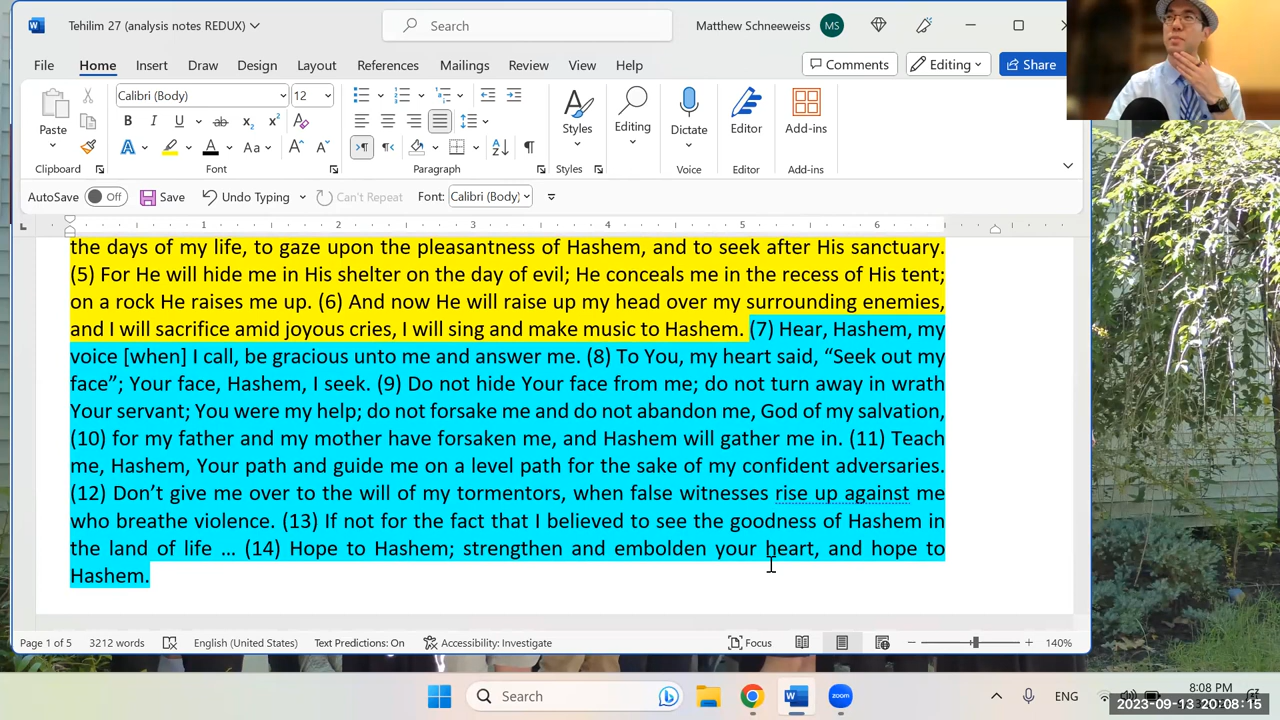 Tehilim 27 (analysis notes REDUX)
Search
Matthew Schneeweiss
MS
File Home Insert Draw Design Layout References Mailings Review View Help
Comments Editing Share
Calibri (Body) 12
Paste
B I U ab x₂ x²
A A Aa A A
Styles Editing Dictate Editor Add-ins
Clipboard Font Paragraph Styles Voice Editor Add-ins
AutoSave Off Save Undo Typing Can't Repeat Font: Calibri (Body)
1 2 3 4 5 6
the days of my life, to gaze upon the pleasantness of Hashem, and to seek after His sanctuary.
(5) For He will hide me in His shelter on the day of evil; He conceals me in the recess of His tent;
on a rock He raises me up. (6) And now He will raise up my head over my surrounding enemies,
and I will sacrifice amid joyous cries, I will sing and make music to Hashem. (7) Hear, Hashem, my
voice [when] I call, be gracious unto me and answer me. (8) To You, my heart said, “Seek out my
face”; Your face, Hashem, I seek. (9) Do not hide Your face from me; do not turn away in wrath
Your servant; You were my help; do not forsake me and do not abandon me, God of my salvation,
(10) for my father and my mother have forsaken me, and Hashem will gather me in. (11) Teach
me, Hashem, Your path and guide me on a level path for the sake of my confident adversaries.
(12) Don’t give me over to the will of my tormentors, when false witnesses rise up against me
who breathe violence. (13) If not for the fact that I believed to see the goodness of Hashem in
the land of life … (14) Hope to Hashem; strengthen and embolden your heart, and hope to
Hashem.
Page 1 of 5 3212 words English (United States) Text Predictions: On Accessibility: Investigate Focus 140%
Search
zoom
ENG
8:08 PM
2023-09-13 20:08:15